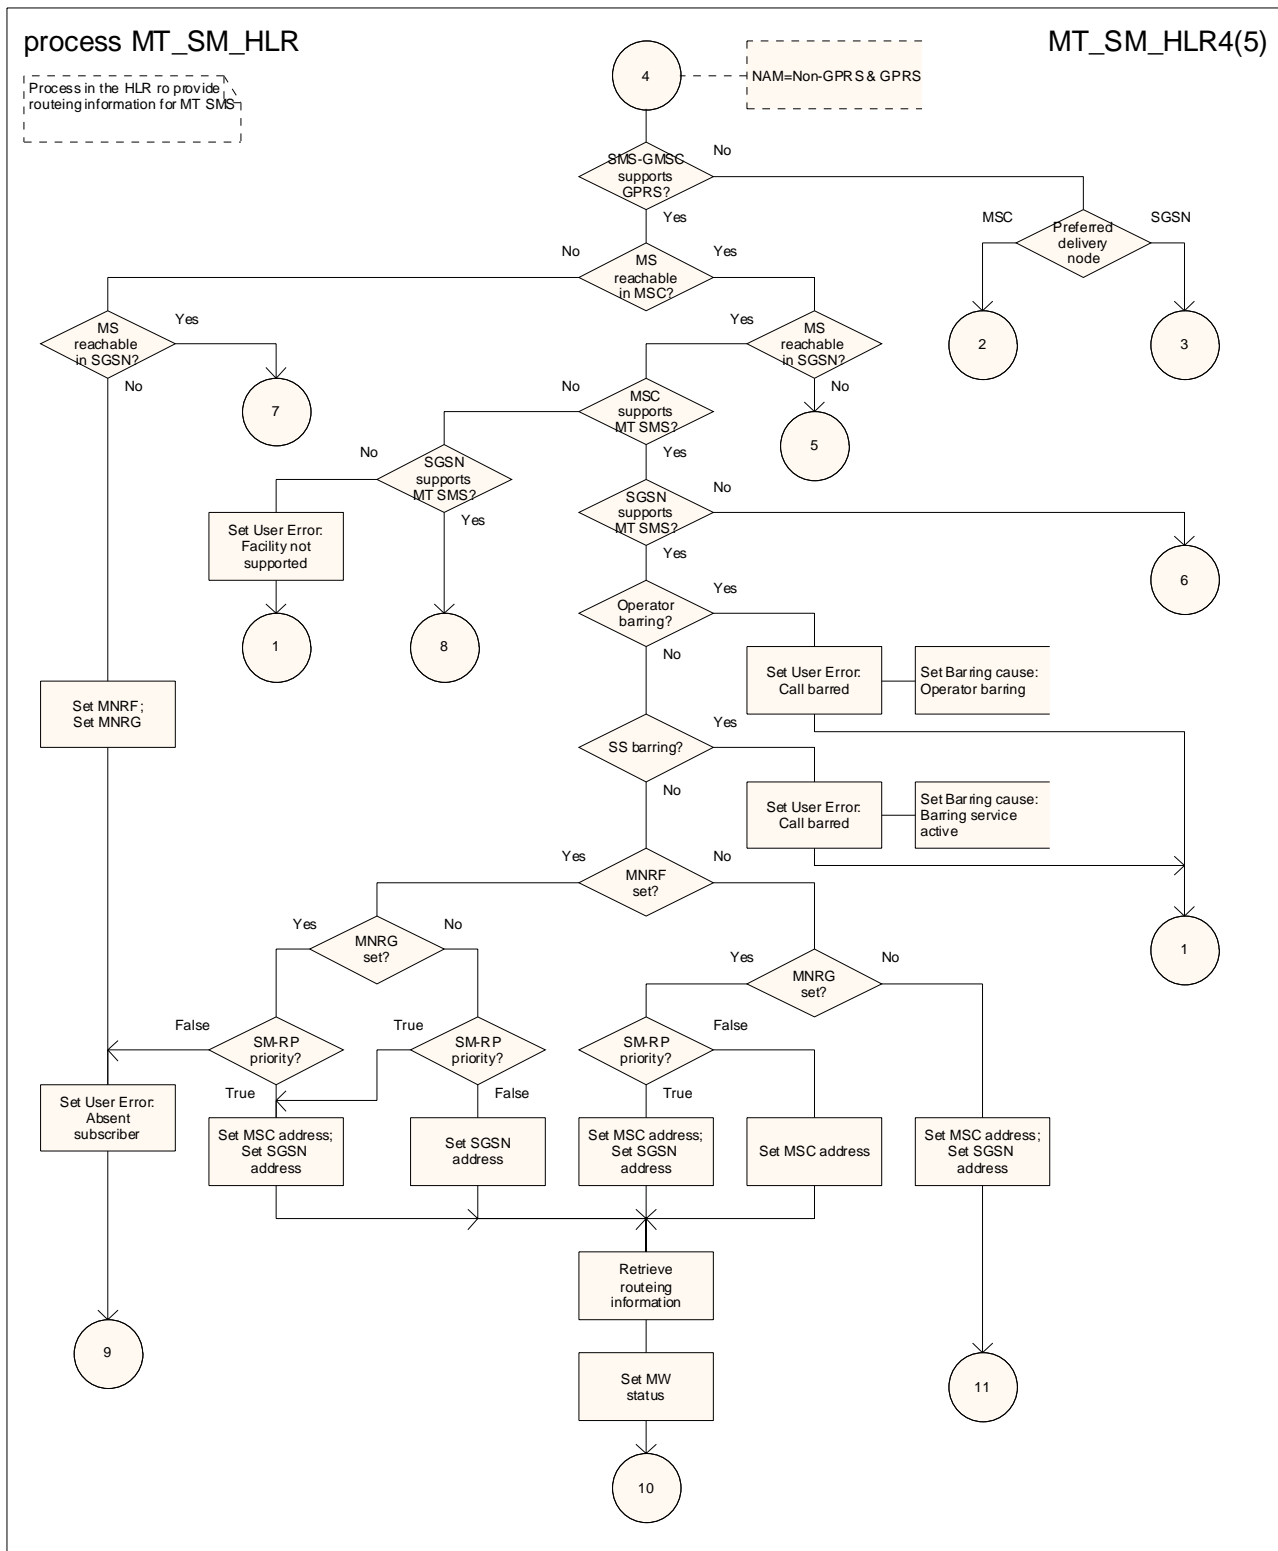 process MT_SM_HLR
MT_SM_HLR4(5)
Process in the HLR ro provide
routeing information for MT SMS
4
NAM=Non-GPRS & GPRS
SMS-GMSC
supports
GPRS?
No
Yes
MSC
SGSN
Preferred
delivery
node
No
Yes
MS
reachable
in MSC?
2
3
MS
reachable
in SGSN?
Yes
No
7
Yes
MS
reachable
in SGSN?
No
5
No
MSC
supports
MT SMS?
Yes
No
SGSN
supports
MT SMS?
Yes
SGSN
supports
MT SMS?
No
Yes
6
Set User Error:
Facility not
supported
1
8
Operator
barring?
Yes
No
Set User Error:
Call barred
Set Barring cause:
Operator barring
Set MNRF;
Set MNRG
SS barring?
Yes
No
Set User Error:
Call barred
Set Barring cause:
Barring service
active
Yes
No
MNRF
set?
1
Yes
No
MNRG
set?
Yes
No
MNRG
set?
False
SM-RP
priority?
True
True
SM-RP
priority?
False
SM-RP
priority?
False
True
Set User Error:
Absent
subscriber
Set MSC address;
Set SGSN
address
Set SGSN
address
Set MSC address;
Set SGSN
address
Set MSC address
Set MSC address;
Set SGSN
address
Retrieve
routeing
information
9
Set MW
status
11
10